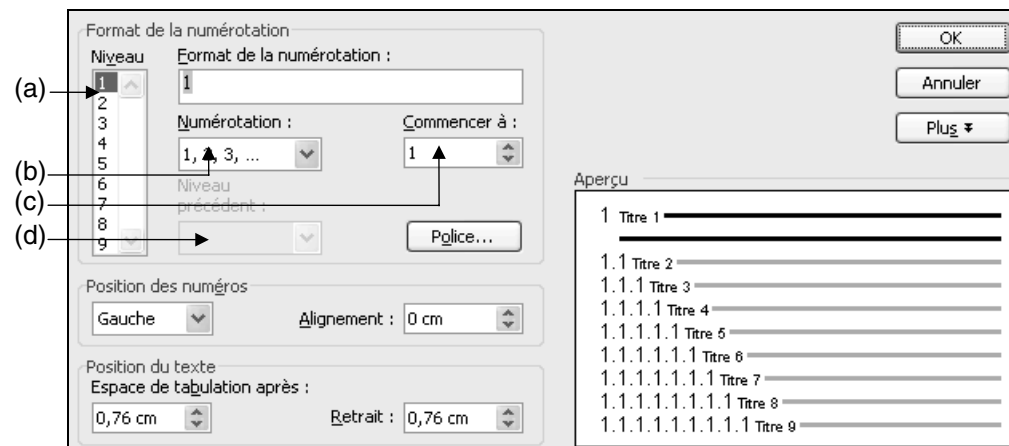 Format de la numérotation
Niveau
Format de la numérotation :
(a)
1
2
3
4
5
6
7
8
9
1
Numérotation :
Commencer à :
(b)
1, 2, 3, ...
1
(c)
Niveau
précédent :
(d)
Police...
Position des numéros
Gauche
Alignement : 0 cm
Position du texte
Espace de tabulation après :
0,76 cm
Retrait : 0,76 cm
OK
Annuler
Plus
Aperçu
1 Titre 1
1.1 Titre 2
1.1.1 Titre 3
1.1.1.1 Titre 4
1.1.1.1.1 Titre 5
1.1.1.1.1.1 Titre 6
1.1.1.1.1.1.1 Titre 7
1.1.1.1.1.1.1.1 Titre 8
1.1.1.1.1.1.1.1.1 Titre 9